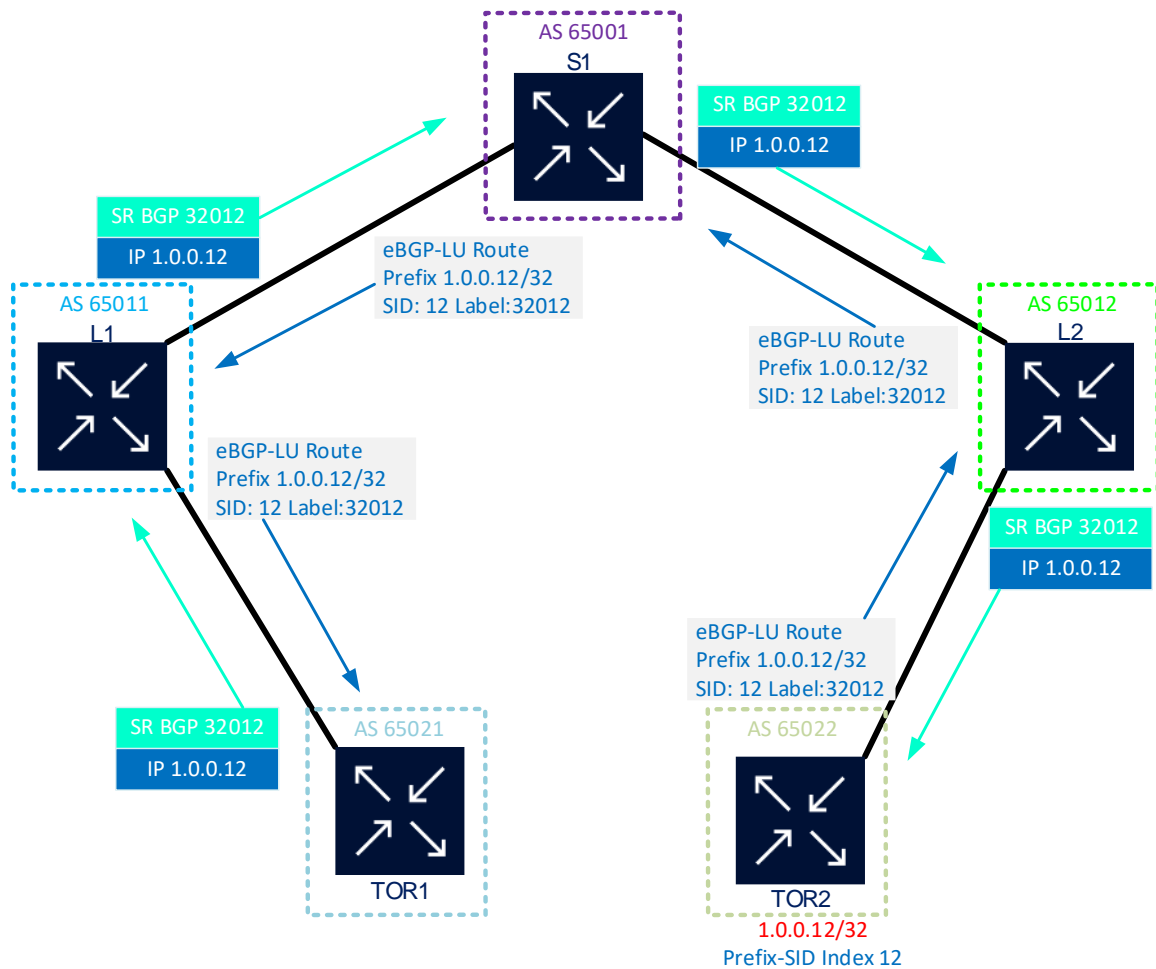 AS 65001
S1
SR BGP 32012
IP 1.0.0.12
SR BGP 32012
IP 1.0.0.12
eBGP-LU Route
Prefix 1.0.0.12/32
SID: 12 Label:32012
AS 65011
L1
AS 65012
L2
eBGP-LU Route
Prefix 1.0.0.12/32
SID: 12 Label:32012
eBGP-LU Route
Prefix 1.0.0.12/32
SID: 12 Label:32012
SR BGP 32012
IP 1.0.0.12
eBGP-LU Route
Prefix 1.0.0.12/32
SID: 12 Label:32012
SR BGP 32012
IP 1.0.0.12
AS 65021
TOR1
AS 65022
TOR2
1.0.0.12/32
Prefix-SID Index 12